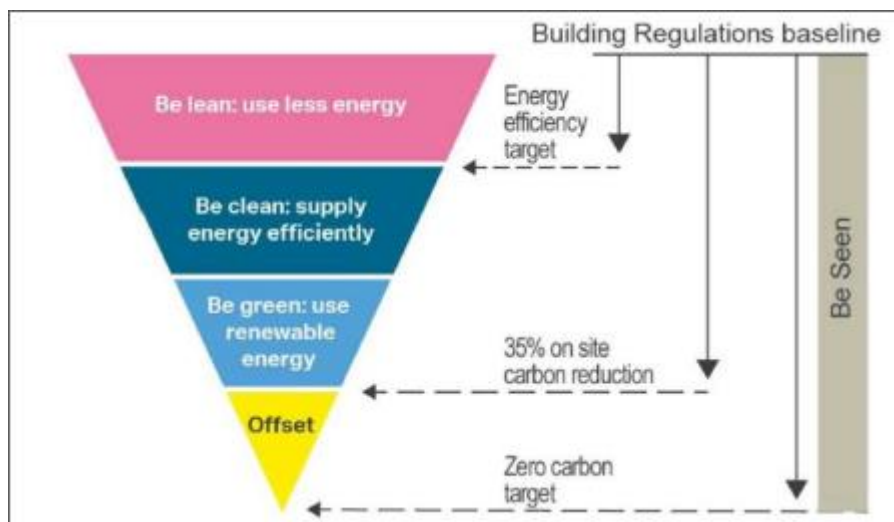 Building Regulations baseline
Be lean: use less energy
Energy
efficiency
target
Be clean: supply
energy efficiently
Be green: use
renewable
energy
35% on site
carbon reduction
Offset
Zero carbon
target
Be Seen